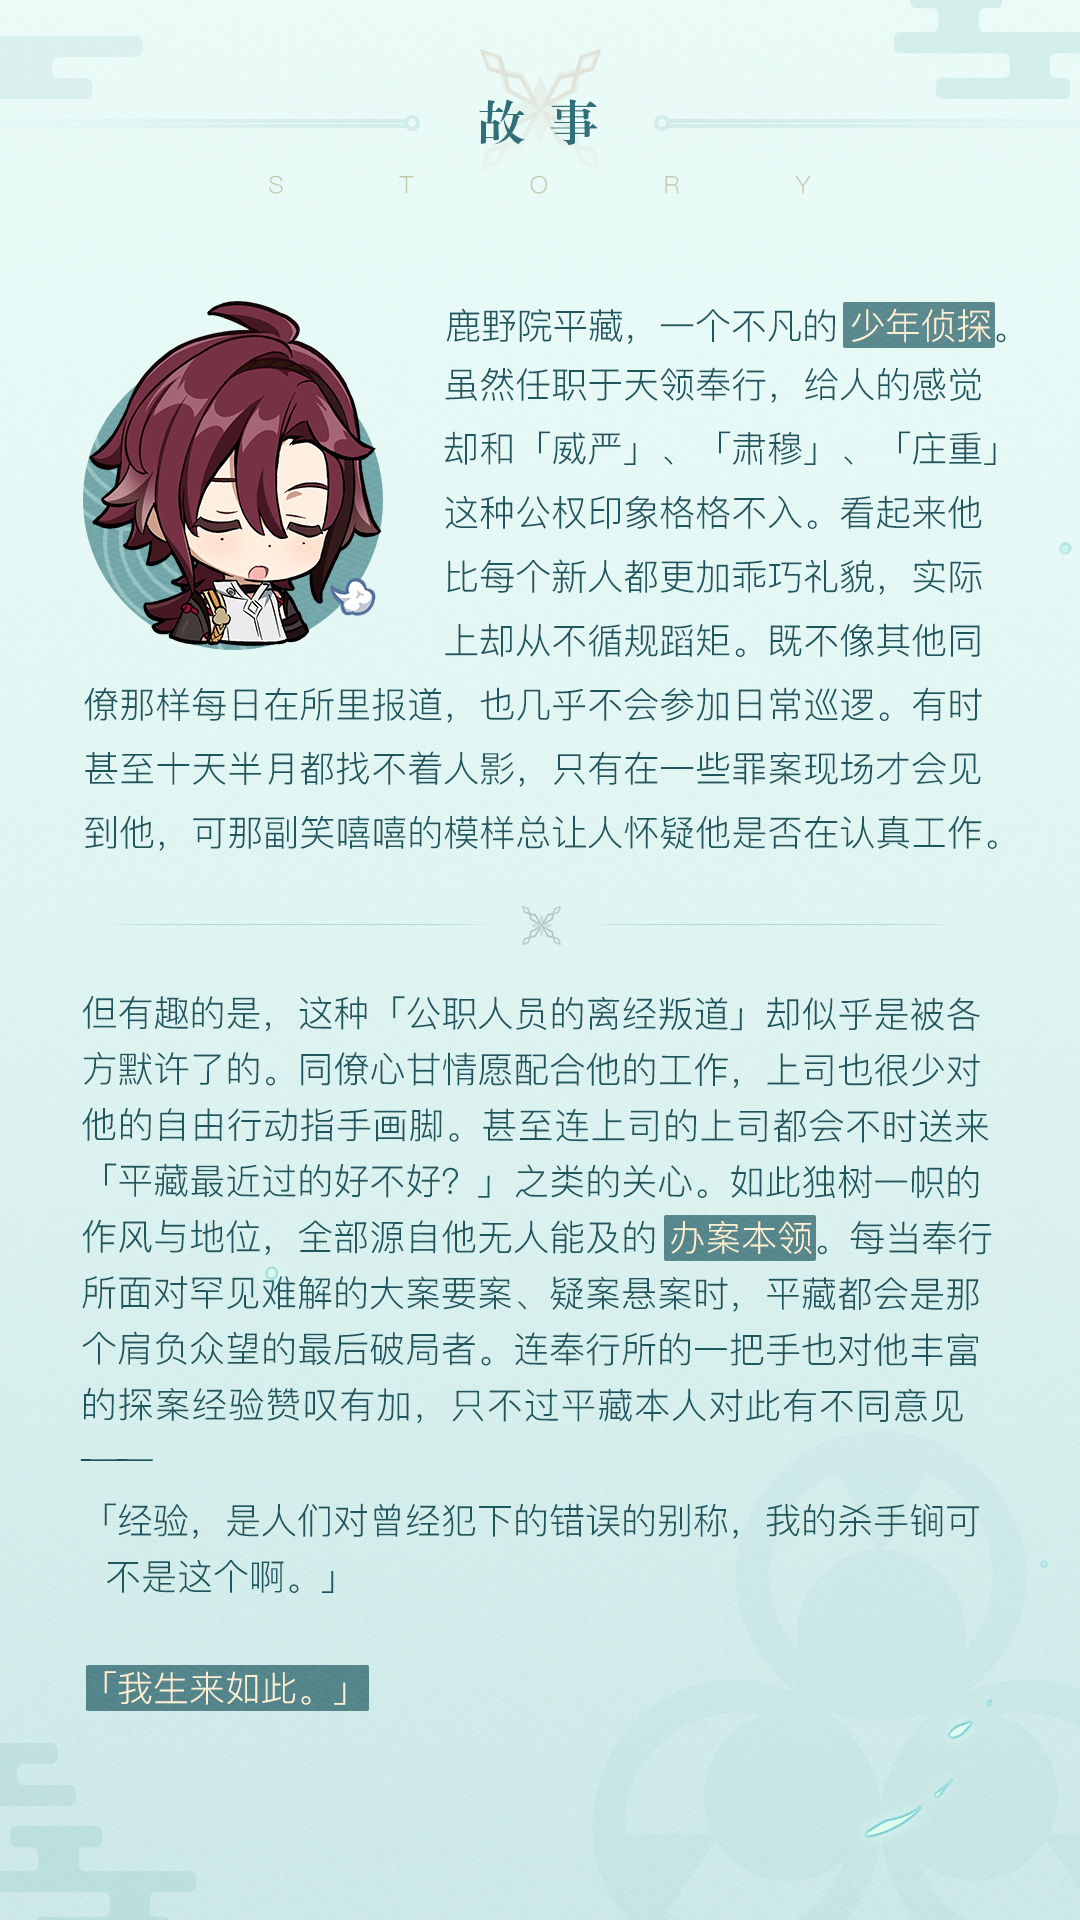 故事
STORY
鹿野院平藏，一个不凡的 少年侦探。
虽然任职于天领奉行，给人的感觉
却和「威严」、「肃穆」、「庄重」
这种公权印象格格不入。看起来他
比每个新人都更加乖巧礼貌，实际
上却从不循规蹈矩。既不像其他同
僚那样每日在所里报道，也几乎不会参加日常巡逻。有时
甚至十天半月都找不着人影，只有在一些罪案现场才会见
到他，可那副笑嘻嘻的模样总让人怀疑他是否在认真工作。
但有趣的是，这种「公职人员的离经叛道」却似乎是被各
方默许了的。同僚心甘情愿配合他的工作，上司也很少对
他的自由行动指手画脚。甚至连上司的上司都会不时送来
「平藏最近过的好不好？」之类的关心。如此独树一帜的
作风与地位，全部源自他无人能及的 办案本领。每当奉行
所面对罕见难解的大案要案、疑案悬案时，平藏都会是那
个肩负众望的最后破局者。连奉行所的一把手也对他丰富
的探案经验赞叹有加，只不过平藏本人对此有不同意见
——
「经验，是人们对曾经犯下的错误的别称，我的杀手锏可
不是这个啊。」
「我生来如此。」